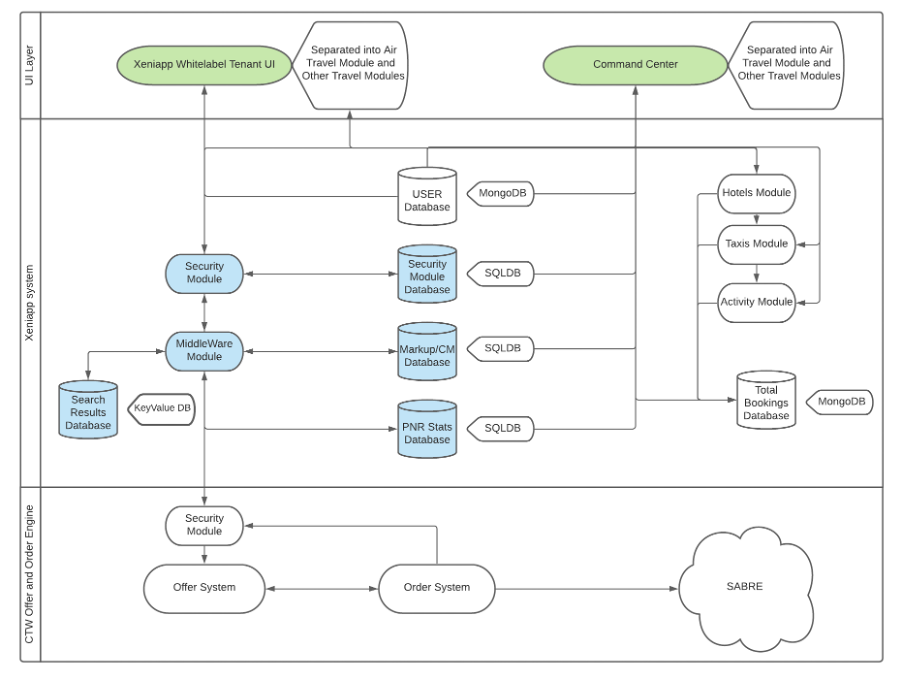 UI Layer
Xeniapp Whitelabel Tenant UI
Separated into Air
Travel Module and
Other Travel Modules
Command Center
Separated into Air
Travel Module and
Other Travel Modules
Xeniapp system
USER
Database
MongoDB
Hotels Module
Taxis Module
Activity Module
Security
Module
Security
Module
Database
SQLDB
MiddleWare
Module
Markup/CM
Database
SQLDB
Search
Results
Database
KeyValue DB
PNR Stats
Database
SQLDB
Total
Bookings
Database
MongoDB
CTW Offer and Order Engine
Security
Module
Offer System
Order System
SABRE